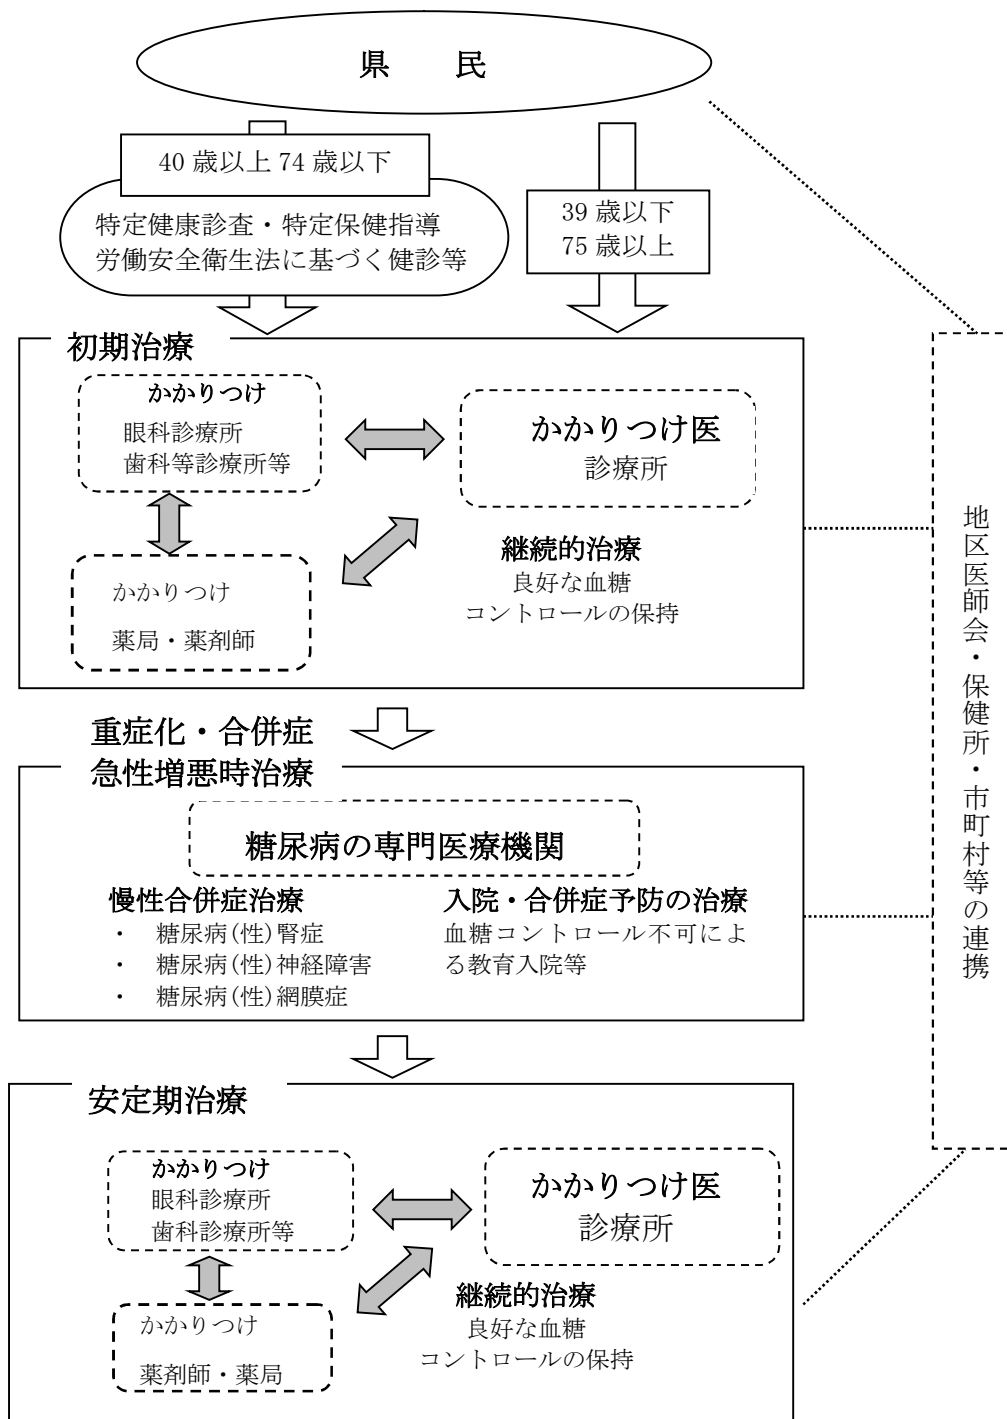 県　　民
40 歳以上 74 歳以下
特定健康診査・特定保健指導
労働安全衛生法に基づく健診等
39 歳以下
75 歳以上
初期治療
かかりつけ
眼科診療所
歯科等診療所等
かかりつけ医
診療所
かかりつけ
薬局・薬剤師
継続的治療
良好な血糖
コントロールの保持
重症化・合併症
急性増悪時治療
糖尿病の専門医療機関
慢性合併症治療
・　糖尿病(性)腎症
・　糖尿病(性)神経障害
・　糖尿病(性)網膜症
入院・合併症予防の治療
血糖コントロール不可によ
る教育入院等
安定期治療
かかりつけ
眼科診療所
歯科診療所等
かかりつけ医
診療所
かかりつけ
薬剤師・薬局
継続的治療
良好な血糖
コントロールの保持
地区医師会・保健所・市町村等の連携